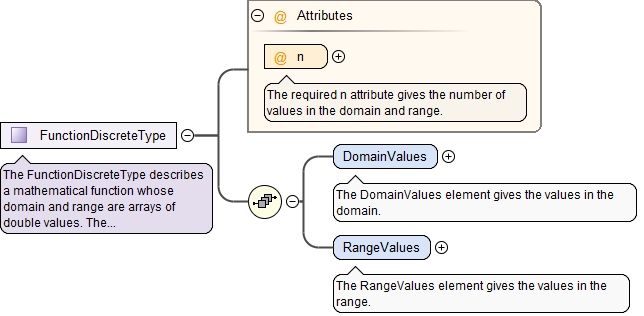 @ Attributes
@ n
The required n attribute gives the number of
values in the domain and range.
FunctionDiscreteType
The FunctionDiscreteType describes
a mathematical function whose
domain and range are arrays of
double values. The...
DomainValues
The DomainValues element gives the values in the
domain.
RangeValues
The RangeValues element gives the values in the
range.